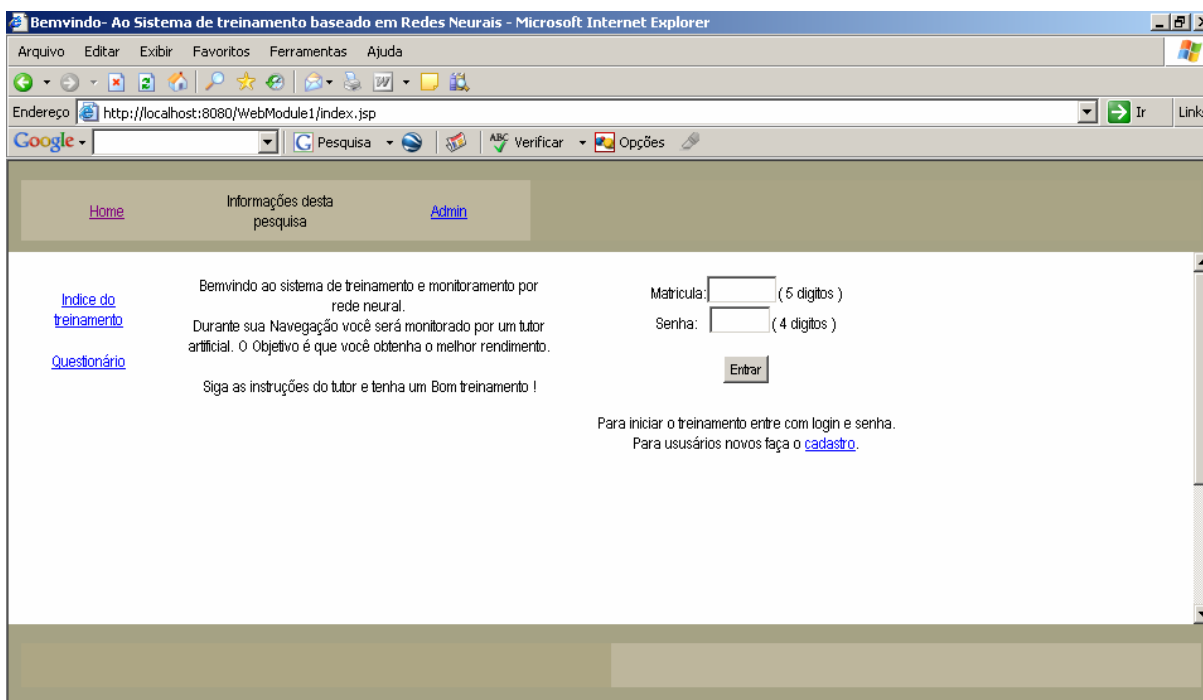 Bemvindo- Ao Sistema de treinamento baseado em Redes Neurais - Microsoft Internet Explorer
Arquivo Editar Exibir Favoritos Ferramentas Ajuda
Endereço http://localhost:8080/WebModule1/index.jsp Ir Links
Google Pesquisa ABC Verificar Opções
Home
Informações desta
pesquisa
Admin
Indice do
treinamento
Questionário
Bemvindo ao sistema de treinamento e monitoramento por
rede neural.
Durante sua Navegação você será monitorado por um tutor
artificial. O Objetivo é que você obtenha o melhor rendimento.
Siga as instruções do tutor e tenha um Bom treinamento !
Matricula: ( 5 digitos )
Senha: ( 4 digitos )
Entrar
Para iniciar o treinamento entre com login e senha.
Para ususários novos faça o cadastro.